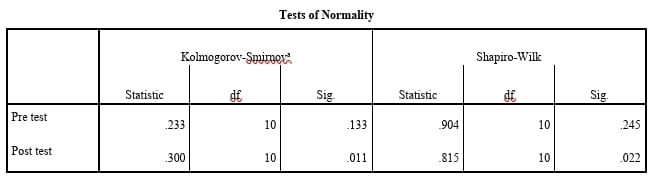 Tests of Normality
Kolmogorov-Smirnovᵃ Shapiro-Wilk
Statistic df Sig. Statistic df Sig.
Pre test .233 10 .133 .904 10 .245
Post test .300 10 .011 .815 10 .022